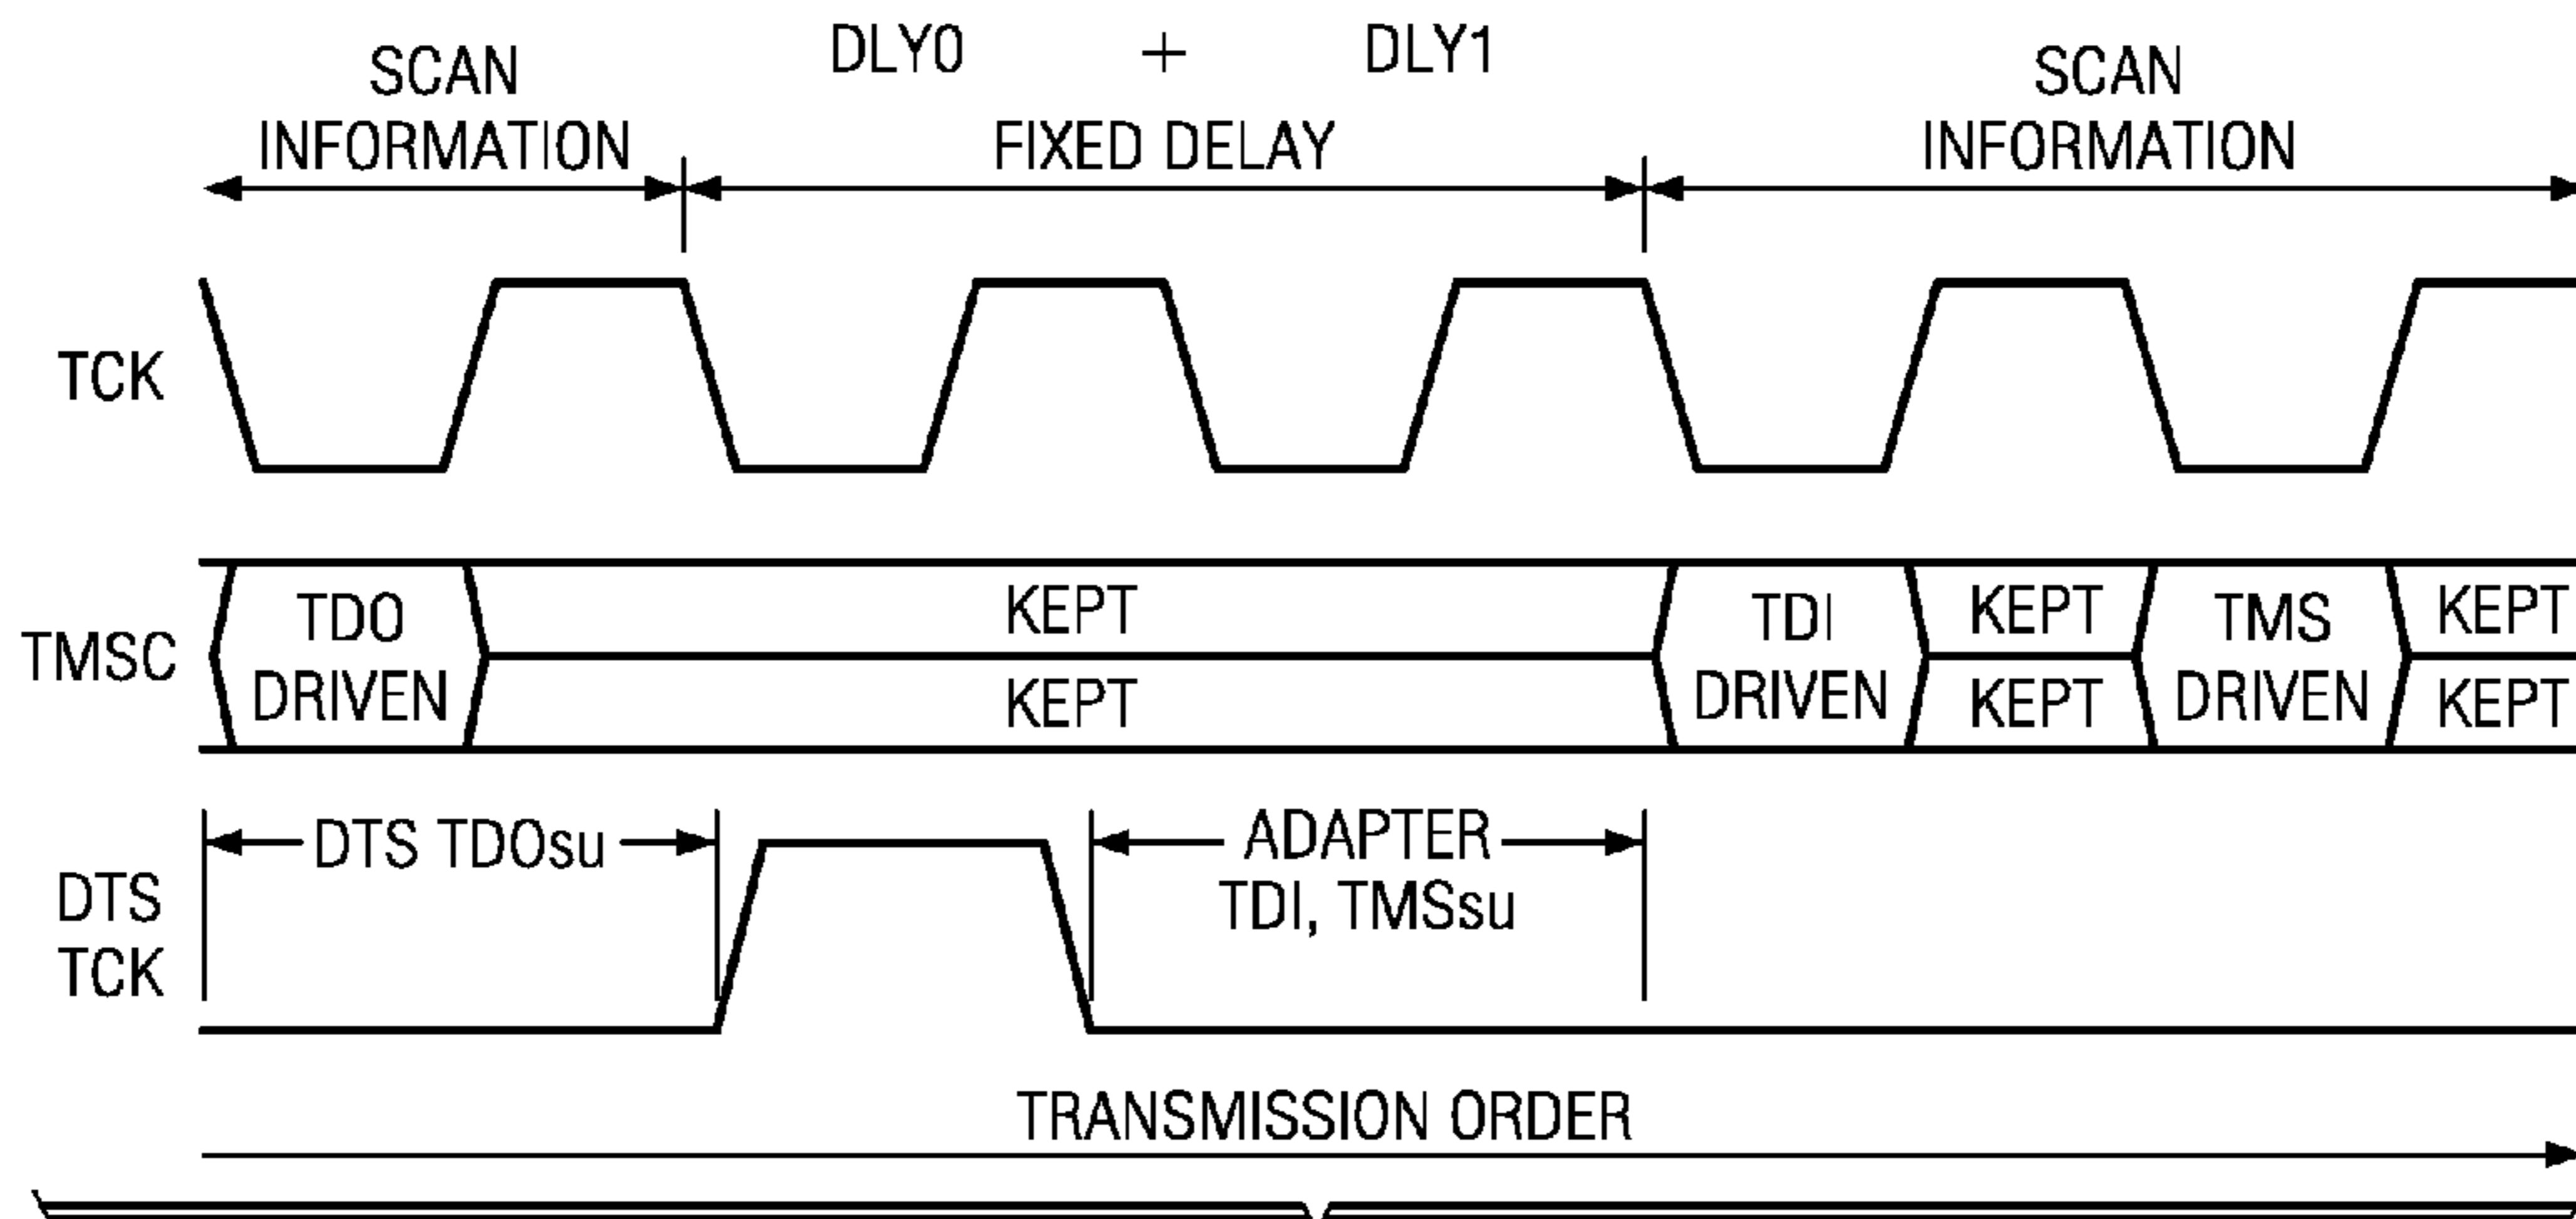 SCAN
INFORMATION
DLY0 + DLY1
FIXED DELAY
SCAN
INFORMATION
TCK
TMSC
TDO
DRIVEN
KEPT
KEPT
TDI
DRIVEN
KEPT
KEPT
TMS
DRIVEN
KEPT
KEPT
DTS
TCK
DTS TDOsu
ADAPTER
TDI, TMSsu
TRANSMISSION ORDER